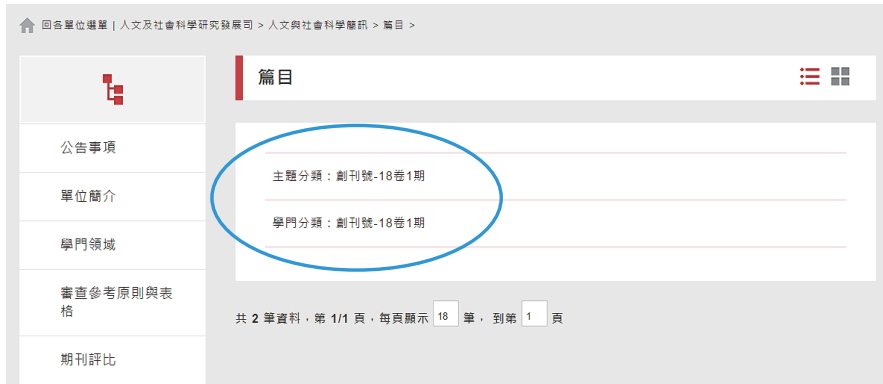 回各單位選單 | 人文及社會科學研究發展司 > 人文與社會科學簡訊 > 篇目 >
篇目
公告事項
單位簡介
學門領域
審查參考原則與表
格
期刊評比
主題分類：創刊號-18卷1期
學門分類：創刊號-18卷1期
共 2 筆資料，第 1/1 頁，每頁顯示 18 筆， 到第 1 頁